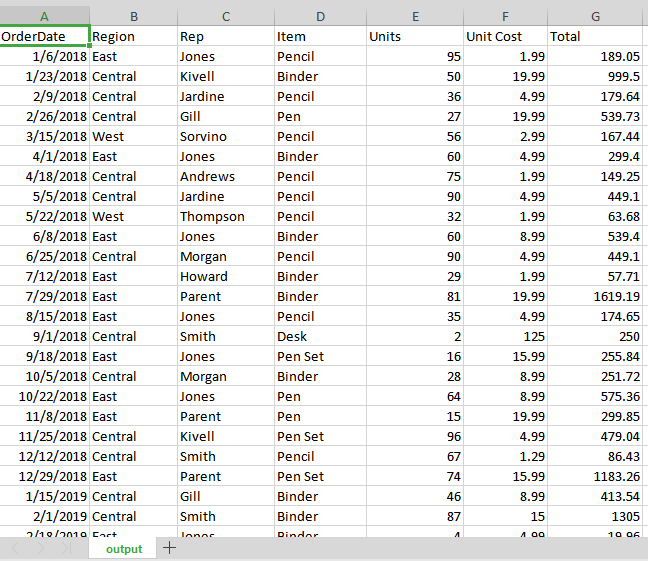 A B C D E F G
OrderDate Region Rep Item Units Unit Cost Total
1/6/2018 East Jones Pencil 95 1.99 189.05
1/23/2018 Central Kivell Binder 50 19.99 999.5
2/9/2018 Central Jardine Pencil 36 4.99 179.64
2/26/2018 Central Gill Pen 27 19.99 539.73
3/15/2018 West Sorvino Pencil 56 2.99 167.44
4/1/2018 East Jones Binder 60 4.99 299.4
4/18/2018 Central Andrews Pencil 75 1.99 149.25
5/5/2018 Central Jardine Pencil 90 4.99 449.1
5/22/2018 West Thompson Pencil 32 1.99 63.68
6/8/2018 East Jones Binder 60 8.99 539.4
6/25/2018 Central Morgan Pencil 90 4.99 449.1
7/12/2018 East Howard Binder 29 1.99 57.71
7/29/2018 East Parent Binder 81 19.99 1619.19
8/15/2018 East Jones Pencil 35 4.99 174.65
9/1/2018 Central Smith Desk 2 125 250
9/18/2018 East Jones Pen Set 16 15.99 255.84
10/5/2018 Central Morgan Binder 28 8.99 251.72
10/22/2018 East Jones Pen 64 8.99 575.36
11/8/2018 East Parent Pen 15 19.99 299.85
11/25/2018 Central Kivell Pen Set 96 4.99 479.04
12/12/2018 Central Smith Pencil 67 1.29 86.43
12/29/2018 East Parent Pen Set 74 15.99 1183.26
1/15/2019 Central Gill Binder 46 8.99 413.54
2/1/2019 Central Smith Binder 87 15 1305
2/18/2019 East Jones Binder 4 4.99 19.96
output